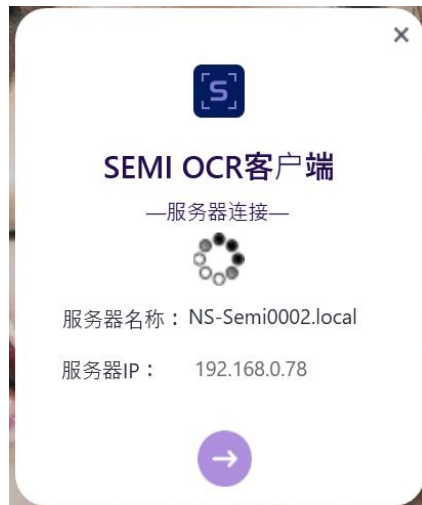 SEMI OCR客户端
—服务器连接—
服务器名称：NS-Semi0002.local
服务器IP： 192.168.0.78